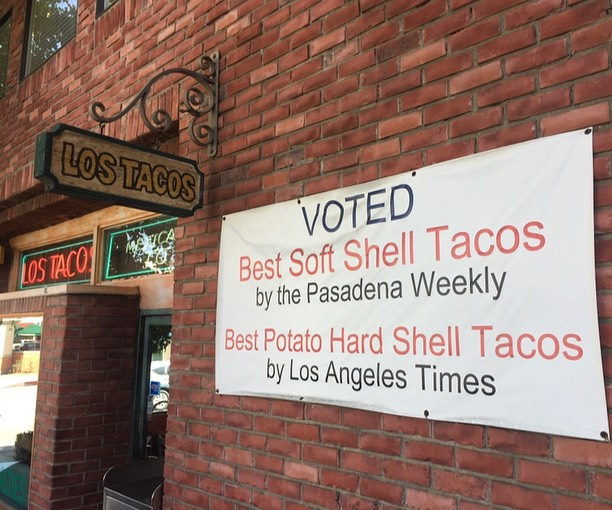 LOS TACOS
LOS TACOS
VOTED
Best Soft Shell Tacos
by the Pasadena Weekly
Best Potato Hard Shell Tacos
by Los Angeles Times